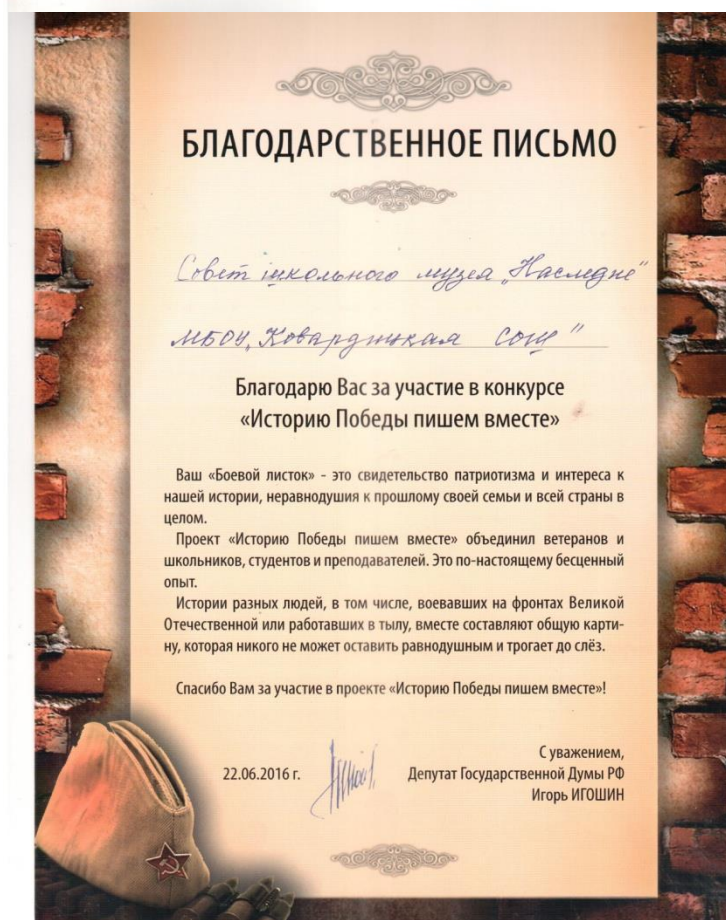 БЛАГОДАРСТВЕННОЕ ПИСЬМО
Совет школьного музея „Наследие"
МБОУ „Ковардицкая СОШ"
Благодарю Вас за участие в конкурсе
«Историю Победы пишем вместе»
Ваш «Боевой листок» - это свидетельство патриотизма и интереса к
нашей истории, неравнодушия к прошлому своей семьи и всей страны в
целом.
Проект «Историю Победы пишем вместе» объединил ветеранов и
школьников, студентов и преподавателей. Это по-настоящему бесценный
опыт.
Истории разных людей, в том числе, воевавших на фронтах Великой
Отечественной или работавших в тылу, вместе составляют общую карти-
ну, которая никого не может оставить равнодушным и трогает до слёз.
Спасибо Вам за участие в проекте «Историю Победы пишем вместе»!
С уважением,
22.06.2016 г. Депутат Государственной Думы РФ
Игорь ИГОШИН